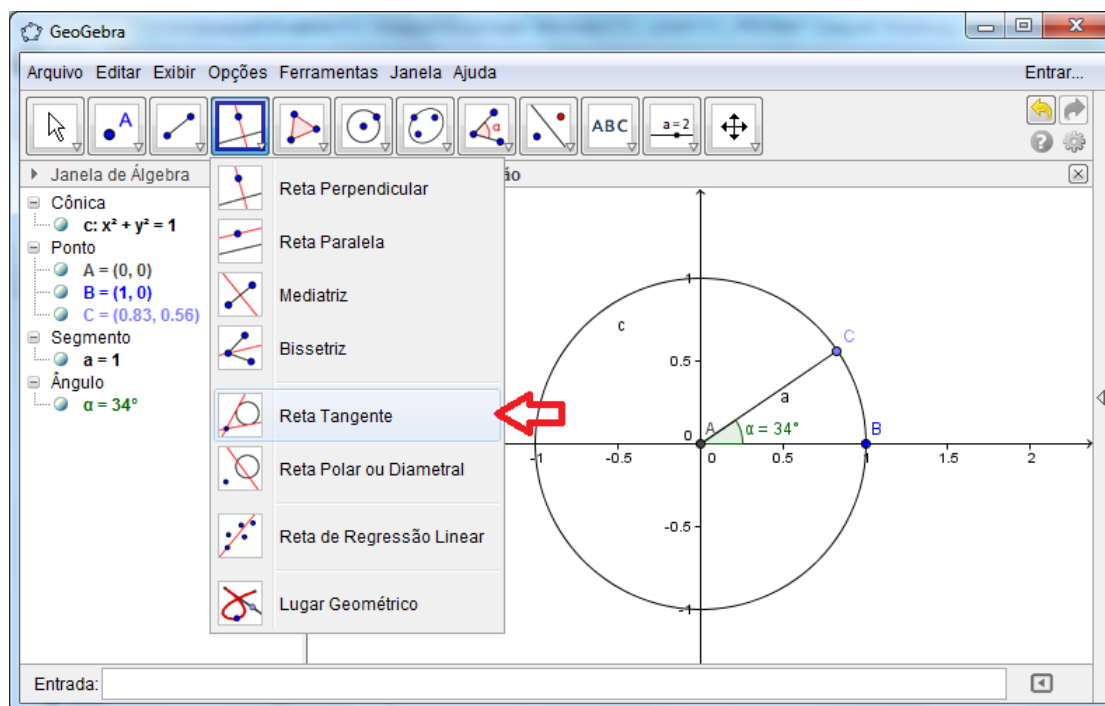 GeoGebra
Arquivo Editar Exibir Opções Ferramentas Janela Ajuda Entrar...
A α ABC a=2
Janela de Álgebra
ão
Cônica
c: x² + y² = 1
Ponto
A = (0, 0)
B = (1, 0)
C = (0.83, 0.56)
Segmento
a = 1
Ângulo
α = 34°
Reta Perpendicular
Reta Paralela
Mediatriz
Bissetriz
Reta Tangente
Reta Polar ou Diametral
Reta de Regressão Linear
Lugar Geométrico
1
c
C
0.5
a
0 A α = 34° B
-1 -0.5 0 0.5 1 1.5 2
-0.5
-1
Entrada: